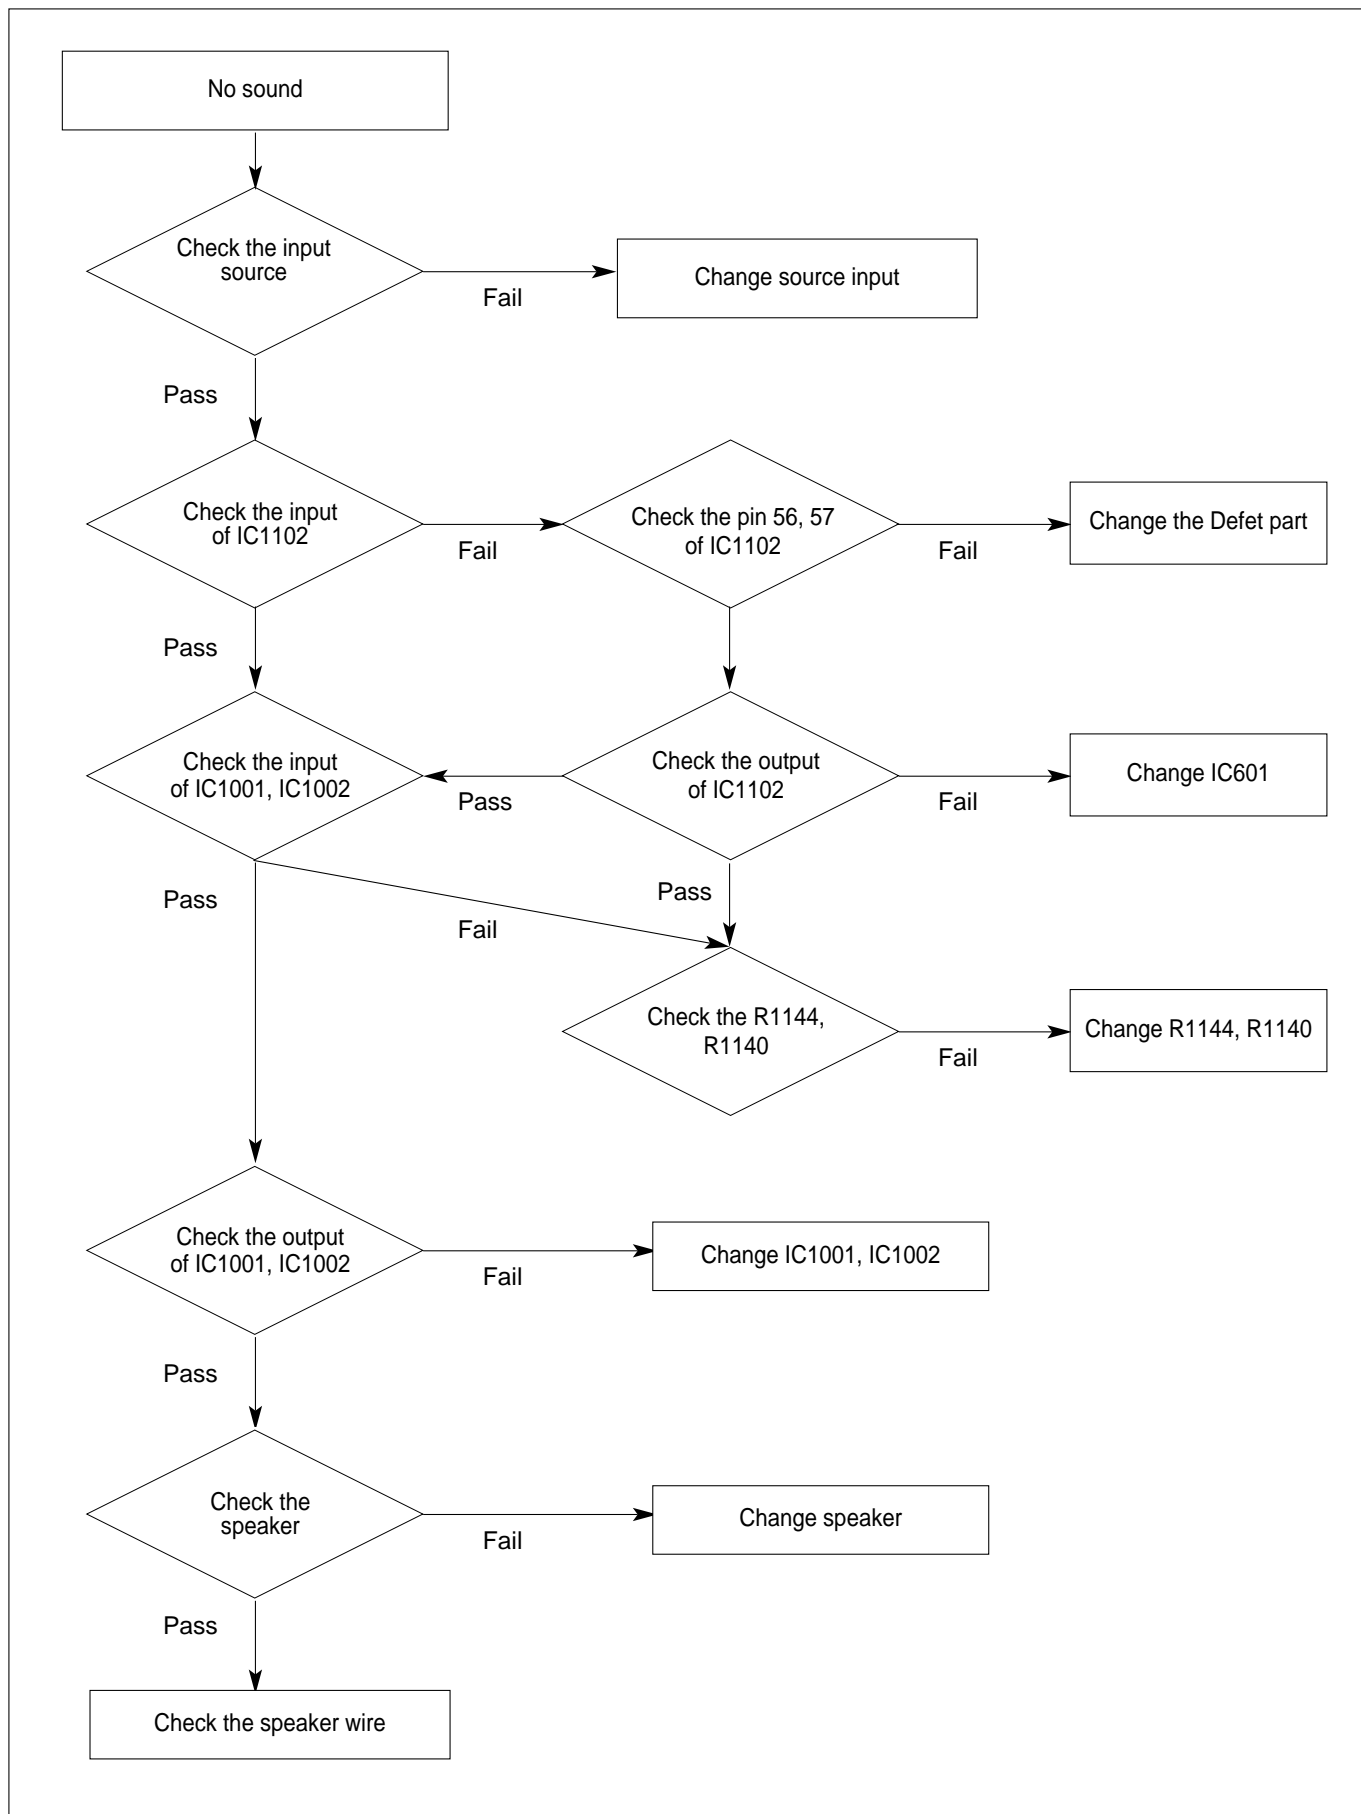 No sound
Check the input
source
Fail
Change source input
Pass
Check the input
of IC1102
Fail
Check the pin 56, 57
of IC1102
Fail
Change the Defet part
Pass
Check the input
of IC1001, IC1002
Pass
Check the output
of IC1102
Fail
Change IC601
Pass
Fail
Pass
Check the R1144,
R1140
Fail
Change R1144, R1140
Check the output
of IC1001, IC1002
Fail
Change IC1001, IC1002
Pass
Check the
speaker
Fail
Change speaker
Pass
Check the speaker wire